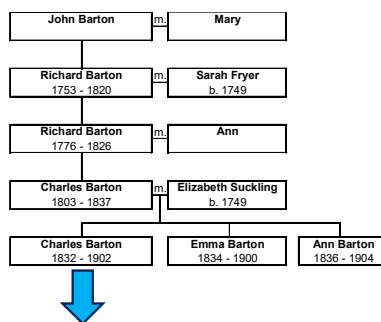 John Barton m. Mary
Richard Barton m. Sarah Fryer
1753 - 1820 b. 1749
Richard Barton m. Ann
1776 - 1826
Charles Barton m. Elizabeth Suckling
1803 - 1837 b. 1749
Charles Barton Emma Barton Ann Barton
1832 - 1902 1834 - 1900 1836 - 1904